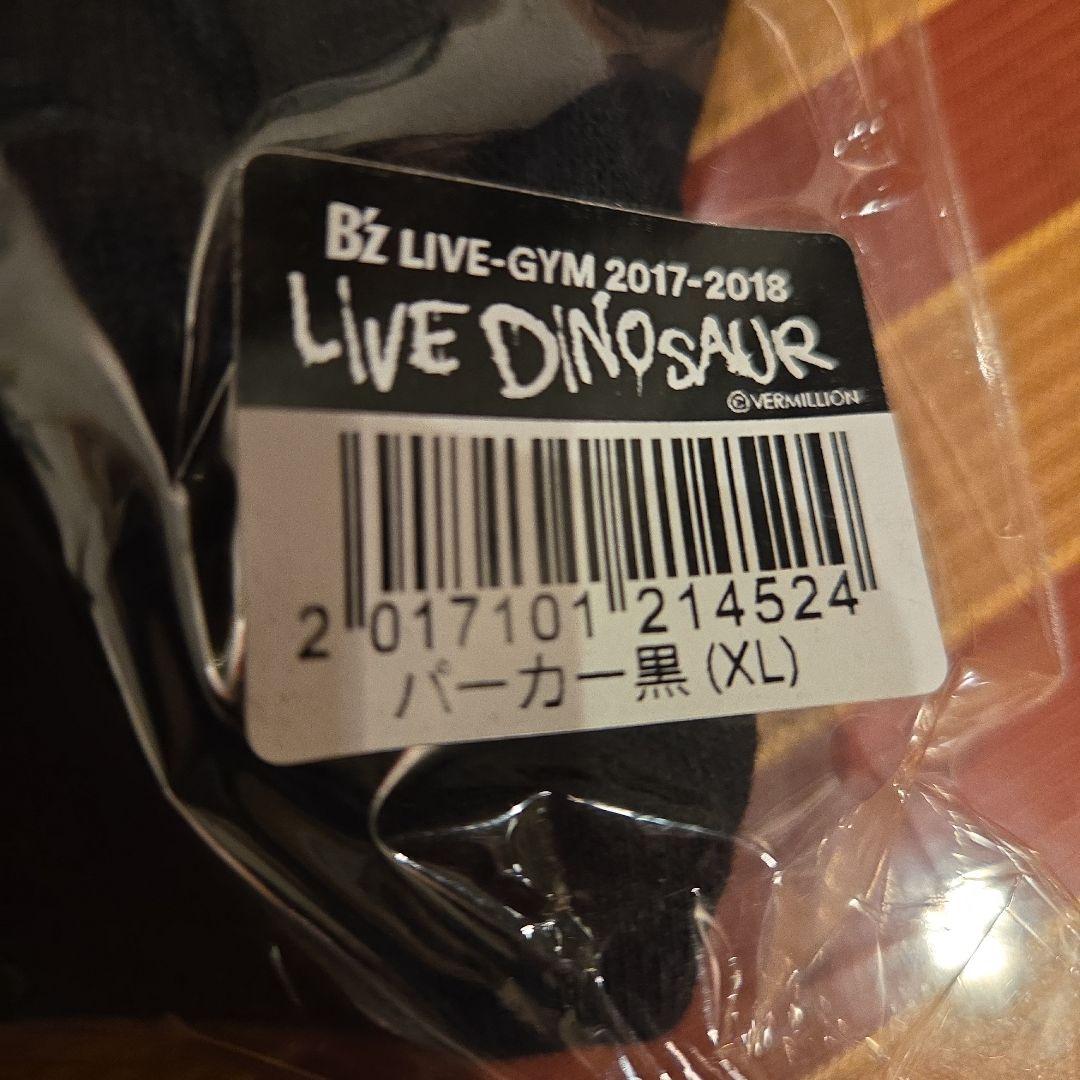 B'z LIVE-GYM 2017-2018
LIVE DINOSAUR
©VERMILLION
2 017101 214524
パーカー黒 (XL)